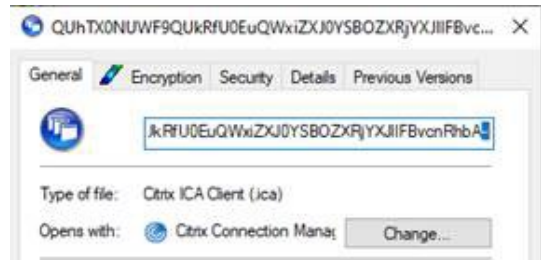 QUhTX0NUWF9QUkRfU0EuQWxiZXJ0YSBOZXRjYXJlIFBvc...
General Encryption Security Details Previous Versions
JkRfU0EuQWxiZXJ0YSBOZXRjYXJlIFBvcnRhbA-
Type of file: Citrix ICA Client (.ica)
Opens with: Citrix Connection Manag Change...